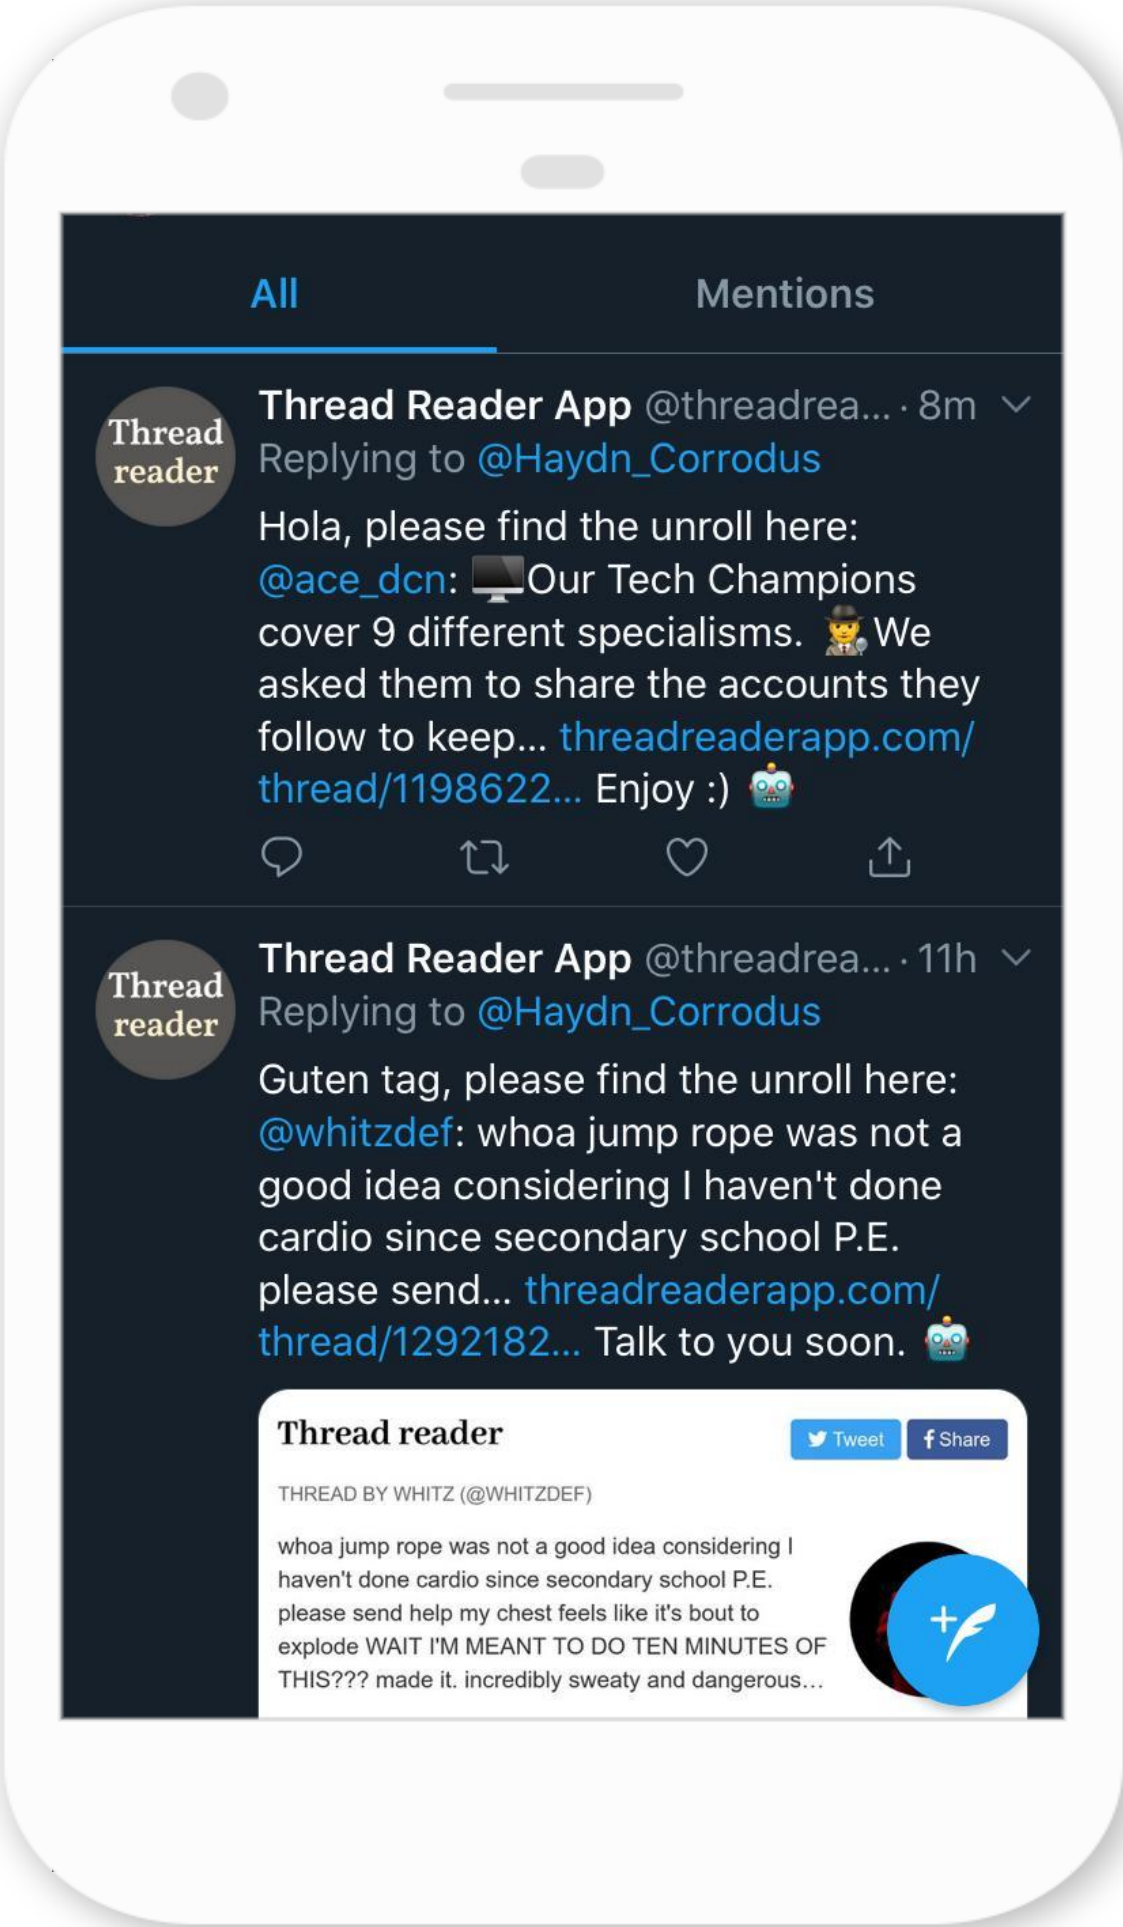 All
Mentions
Thread
reader
Thread Reader App @threadrea... · 8m
Replying to @Haydn_Corrodus
Hola, please find the unroll here:
@ace_dcn: 🖥️Our Tech Champions
cover 9 different specialisms. 🕵️We
asked them to share the accounts they
follow to keep... threadreaderapp.com/
thread/1198622... Enjoy :) 🤖
Thread
reader
Thread Reader App @threadrea... · 11h
Replying to @Haydn_Corrodus
Guten tag, please find the unroll here:
@whitzdef: whoa jump rope was not a
good idea considering I haven't done
cardio since secondary school P.E.
please send... threadreaderapp.com/
thread/1292182... Talk to you soon. 🤖
Thread reader
Tweet
Share
THREAD BY WHITZ (@WHITZDEF)
whoa jump rope was not a good idea considering I
haven't done cardio since secondary school P.E.
please send help my chest feels like it's bout to
explode WAIT I'M MEANT TO DO TEN MINUTES OF
THIS??? made it. incredibly sweaty and dangerous...